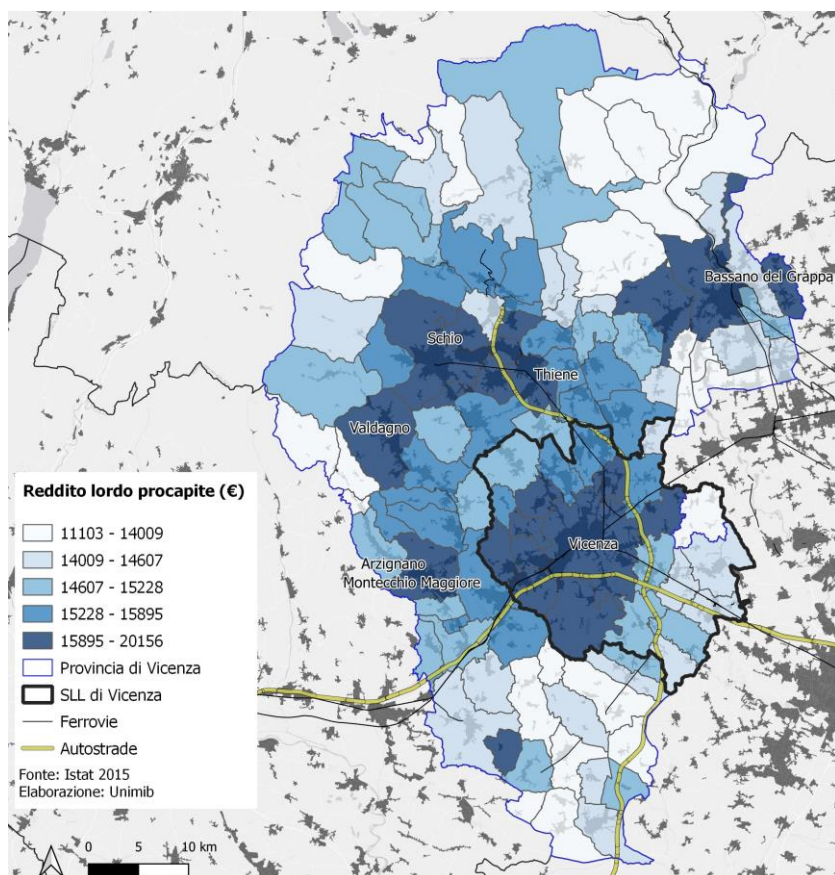 Bassano del Grappa
Schio
Thiene
Valdagno
Vicenza
Arzignano
Montecchio Maggiore
Reddito lordo procapite (€)
11103 - 14009
14009 - 14607
14607 - 15228
15228 - 15895
15895 - 20156
Provincia di Vicenza
SLL di Vicenza
Ferrovie
Autostrade
Fonte: Istat 2015
Elaborazione: Unimib
0 5 10 km